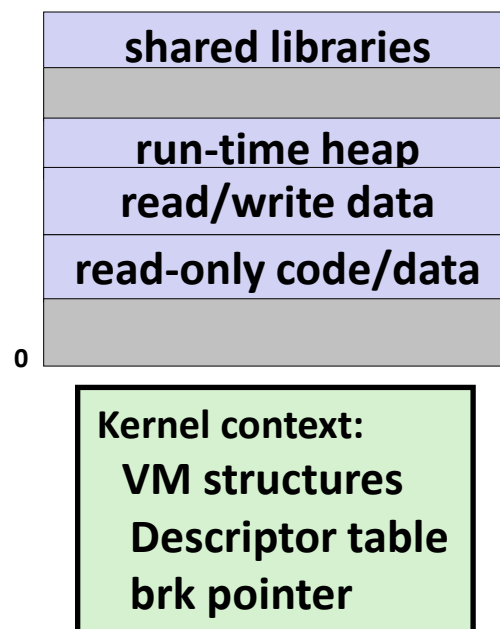 shared libraries
run-time heap
read/write data
read-only code/data
0
Kernel context:
VM structures
Descriptor table
brk pointer